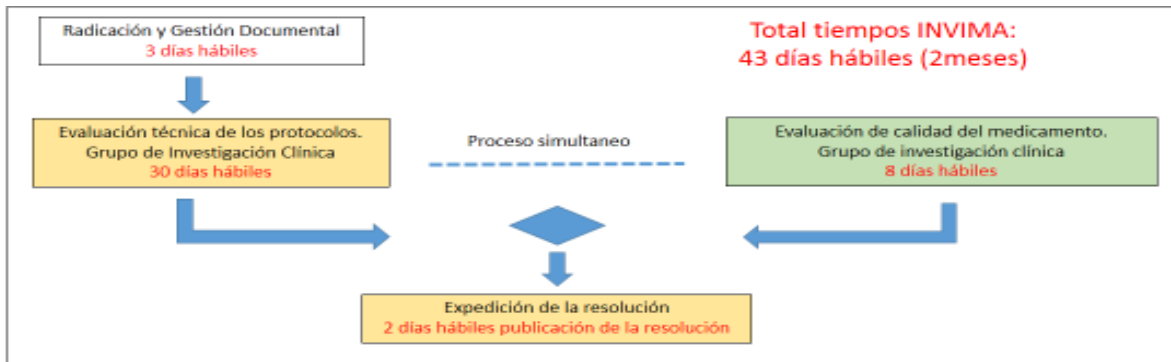 Radicación y Gestión Documental
3 días hábiles
Total tiempos INVIMA:
43 días hábiles (2meses)
Evaluación técnica de los protocolos.
Grupo de Investigación Clínica
30 días hábiles
Proceso simultaneo
Evaluación de calidad del medicamento.
Grupo de investigación clínica
8 días hábiles
Expedición de la resolución
2 días hábiles publicación de la resolución